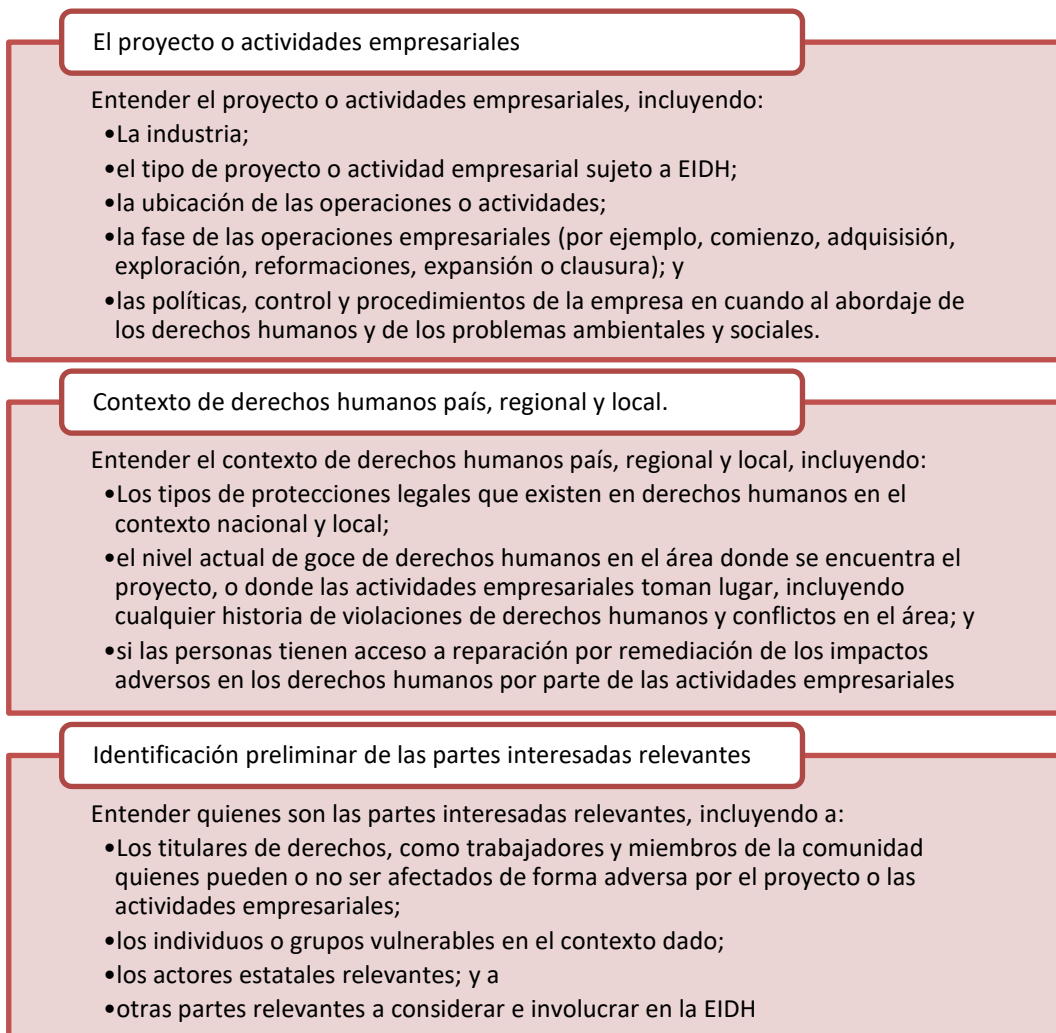 El proyecto o actividades empresariales
Entender el proyecto o actividades empresariales, incluyendo:
•La industria;
•el tipo de proyecto o actividad empresarial sujeto a EIDH;
•la ubicación de las operaciones o actividades;
•la fase de las operaciones empresariales (por ejemplo, comienzo, adquisisión,
exploración, reformaciones, expansión o clausura); y
•las políticas, control y procedimientos de la empresa en cuando al abordaje de
los derechos humanos y de los problemas ambientales y sociales.
Contexto de derechos humanos país, regional y local.
Entender el contexto de derechos humanos país, regional y local, incluyendo:
•Los tipos de protecciones legales que existen en derechos humanos en el
contexto nacional y local;
•el nivel actual de goce de derechos humanos en el área donde se encuentra el
proyecto, o donde las actividades empresariales toman lugar, incluyendo
cualquier historia de violaciones de derechos humanos y conflictos en el área; y
•si las personas tienen acceso a reparación por remediación de los impactos
adversos en los derechos humanos por parte de las actividades empresariales
Identificación preliminar de las partes interesadas relevantes
Entender quienes son las partes interesadas relevantes, incluyendo a:
•Los titulares de derechos, como trabajadores y miembros de la comunidad
quienes pueden o no ser afectados de forma adversa por el proyecto o las
actividades empresariales;
•los individuos o grupos vulnerables en el contexto dado;
•los actores estatales relevantes; y a
•otras partes relevantes a considerar e involucrar en la EIDH